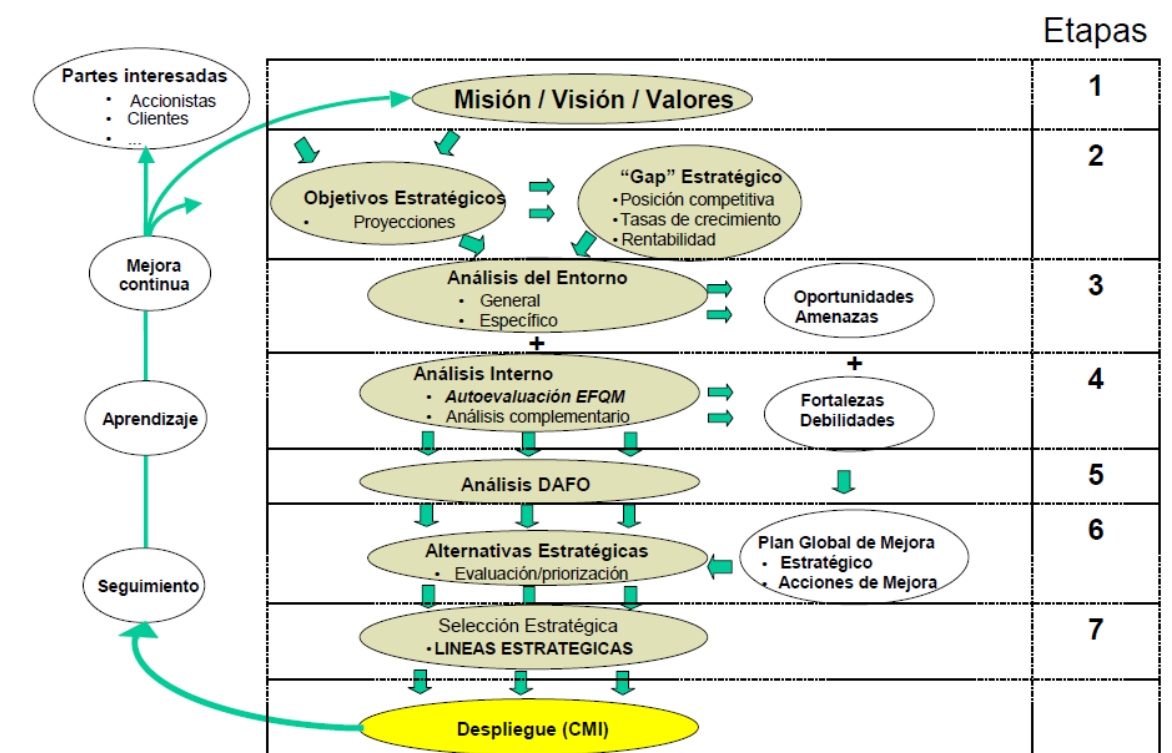 Etapas
Partes interesadas
• Accionistas
• Clientes
• ...
Misión / Visión / Valores
1
Objetivos Estratégicos
• Proyecciones
“Gap” Estratégico
• Posición competitiva
• Tasas de crecimiento
• Rentabilidad
2
Mejora
continua
Análisis del Entorno
• General
• Específico
Oportunidades
Amenazas
3
+
+
Análisis Interno
• Autoevaluación EFQM
• Análisis complementario
Fortalezas
Debilidades
4
Aprendizaje
Análisis DAFO
5
Alternativas Estratégicas
• Evaluación/priorización
Plan Global de Mejora
• Estratégico
• Acciones de Mejora
6
Seguimiento
Selección Estratégica
• LINEAS ESTRATEGICAS
7
Despliegue (CMI)